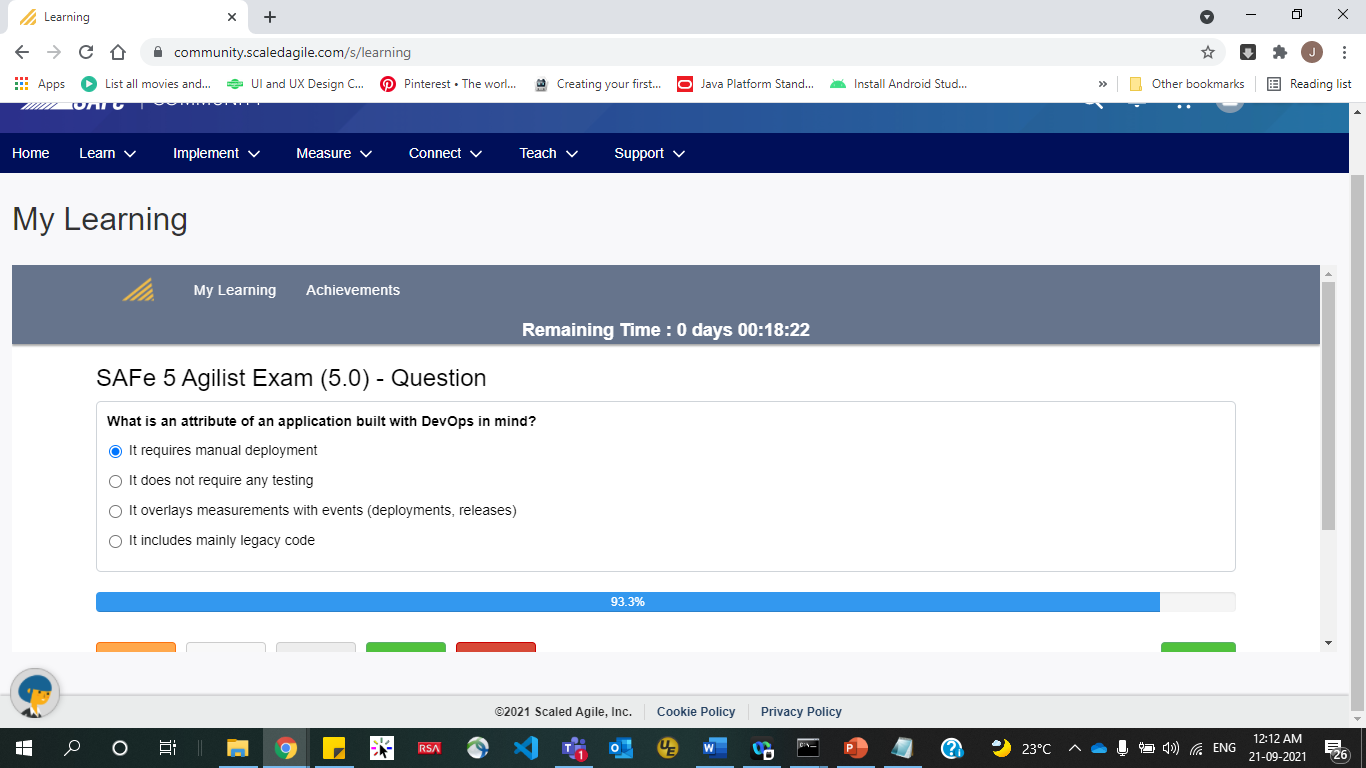 Learning
community.scaledagile.com/s/learning
J
Apps
List all movies and...
UI and UX Design C...
Pinterest • The worl...
Creating your first...
Java Platform Stand...
Install Android Stud...
»
Other bookmarks
Reading list
Home
Learn
Implement
Measure
Connect
Teach
Support
My Learning
My Learning
Achievements
Remaining Time : 0 days 00:18:22
SAFe 5 Agilist Exam (5.0) - Question
What is an attribute of an application built with DevOps in mind?
It requires manual deployment
It does not require any testing
It overlays measurements with events (deployments, releases)
It includes mainly legacy code
93.3%
©2021 Scaled Agile, Inc.
Cookie Policy
Privacy Policy
RSA
23°C
ENG
12:12 AM
21-09-2021
26